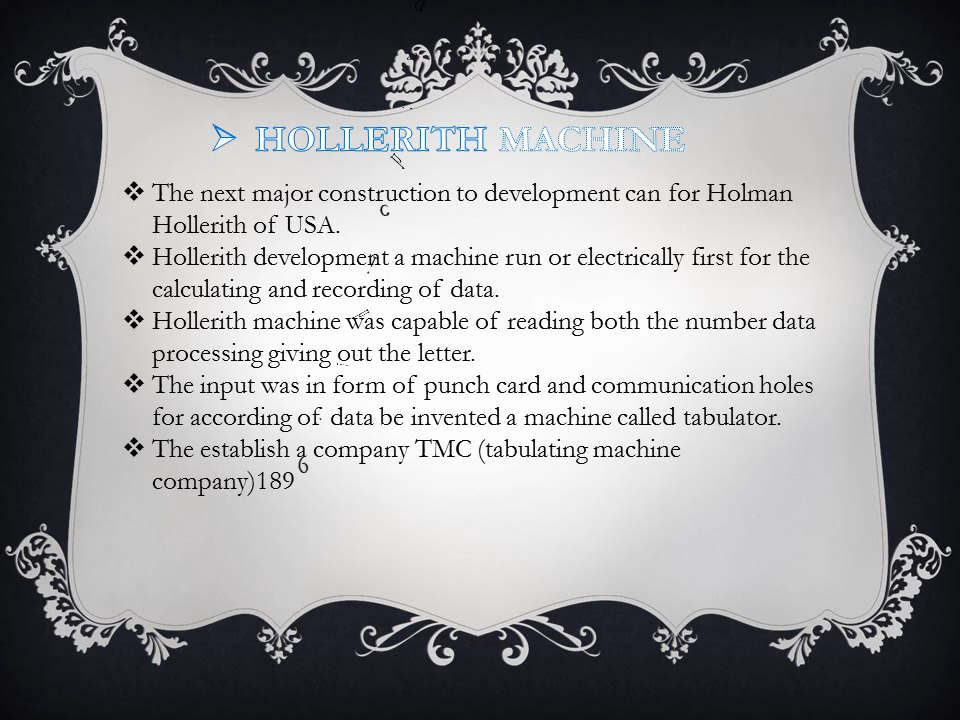 HOLLERITH MACHINE
The next major construction to development can for Holman
Hollerith of USA.
Hollerith development a machine run or electrically first for the
calculating and recording of data.
Hollerith machine was capable of reading both the number data
processing giving out the letter.
The input was in form of punch card and communication holes
for according of data be invented a machine called tabulator.
The establish a company TMC (tabulating machine
company)1896